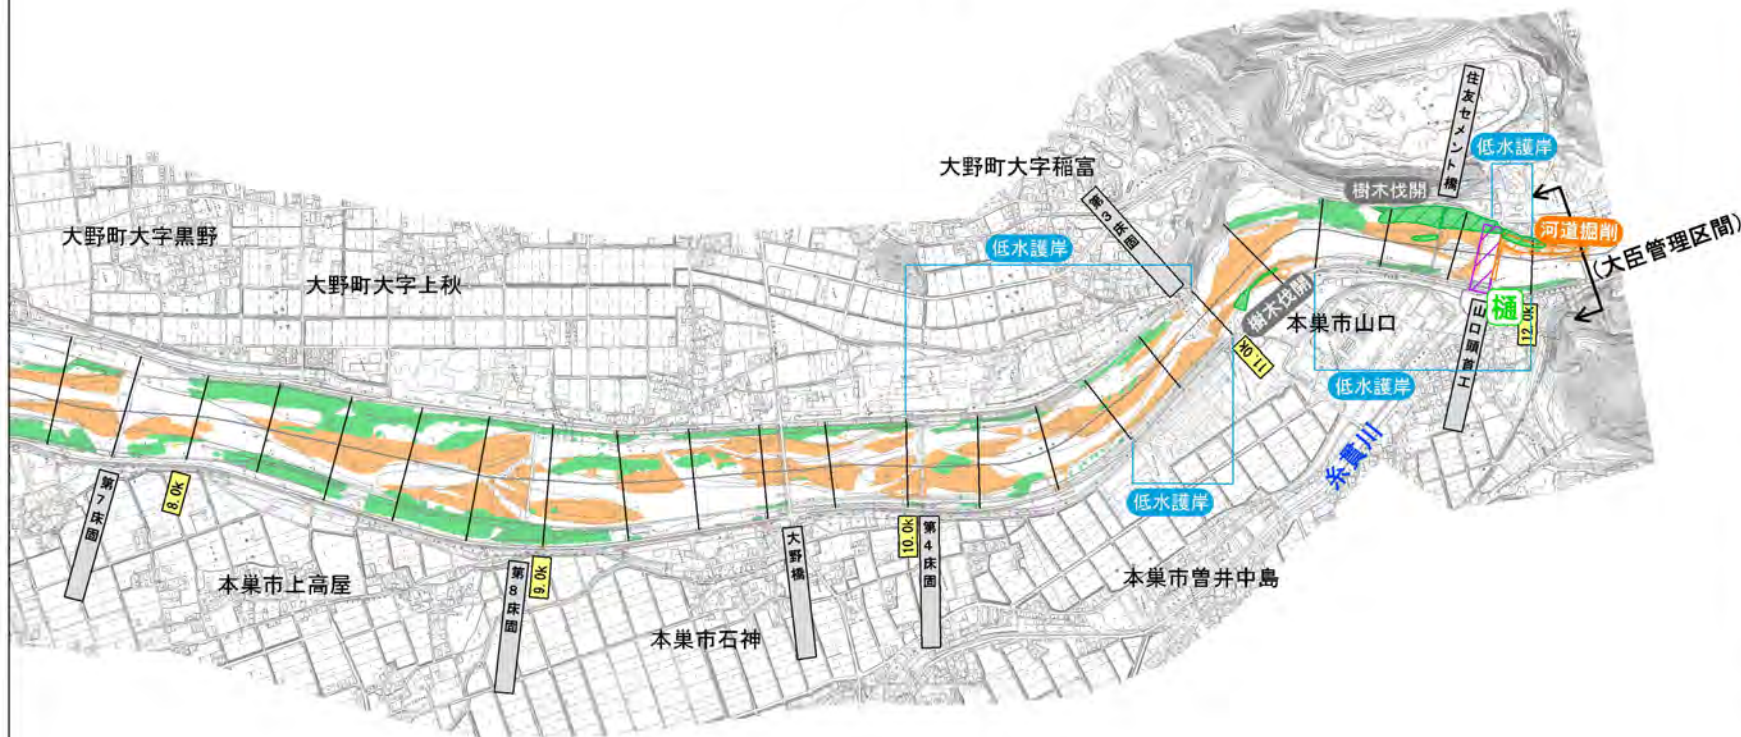 住友セメント橋
低水護岸
大野町大字稲富
樹木伐開
第3床固
河道掘削
大野町大字黒野
低水護岸
(大臣管理区間)
大野町大字上秋
樹木伐開
本巣市山口
樋
山口頭首工
12.0K
11.0K
低水護岸
糸貫川
第7床固
8.0K
低水護岸
10.0K
第4床固
大野橋
第8床固
9.0K
本巣市上高屋
本巣市曽井中島
本巣市石神